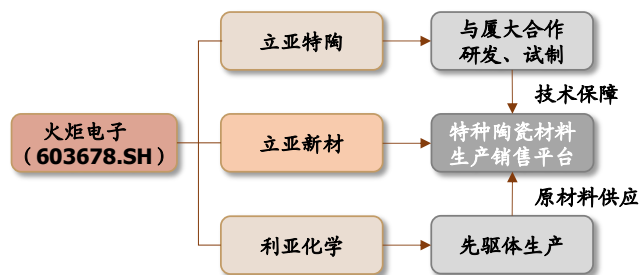 立亚特陶
与厦大合作
研发、试制
技术保障
火炬电子
（603678.SH）
立亚新材
特种陶瓷材料
生产销售平台
原材料供应
利亚化学
先驱体生产